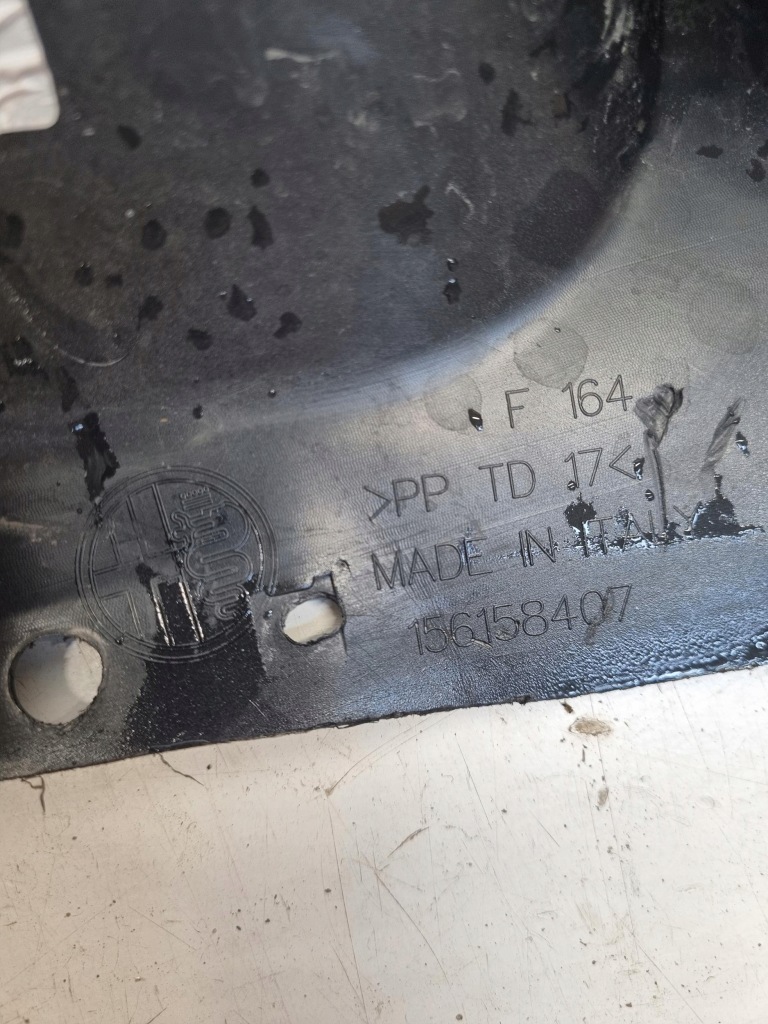 F 164
>PP TD 17<
MADE IN ITALY
156158407